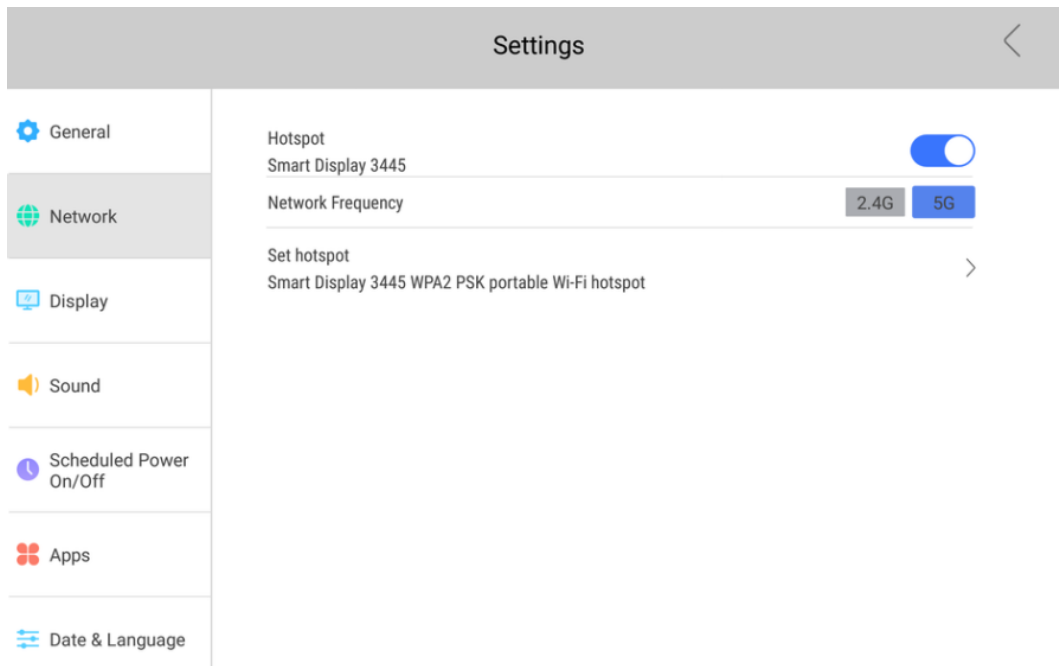 Settings
General
Network
Display
Sound
Scheduled Power
On/Off
Apps
Date & Language
Hotspot
Smart Display 3445
Network Frequency
2.4G 5G
Set hotspot
Smart Display 3445 WPA2 PSK portable Wi-Fi hotspot